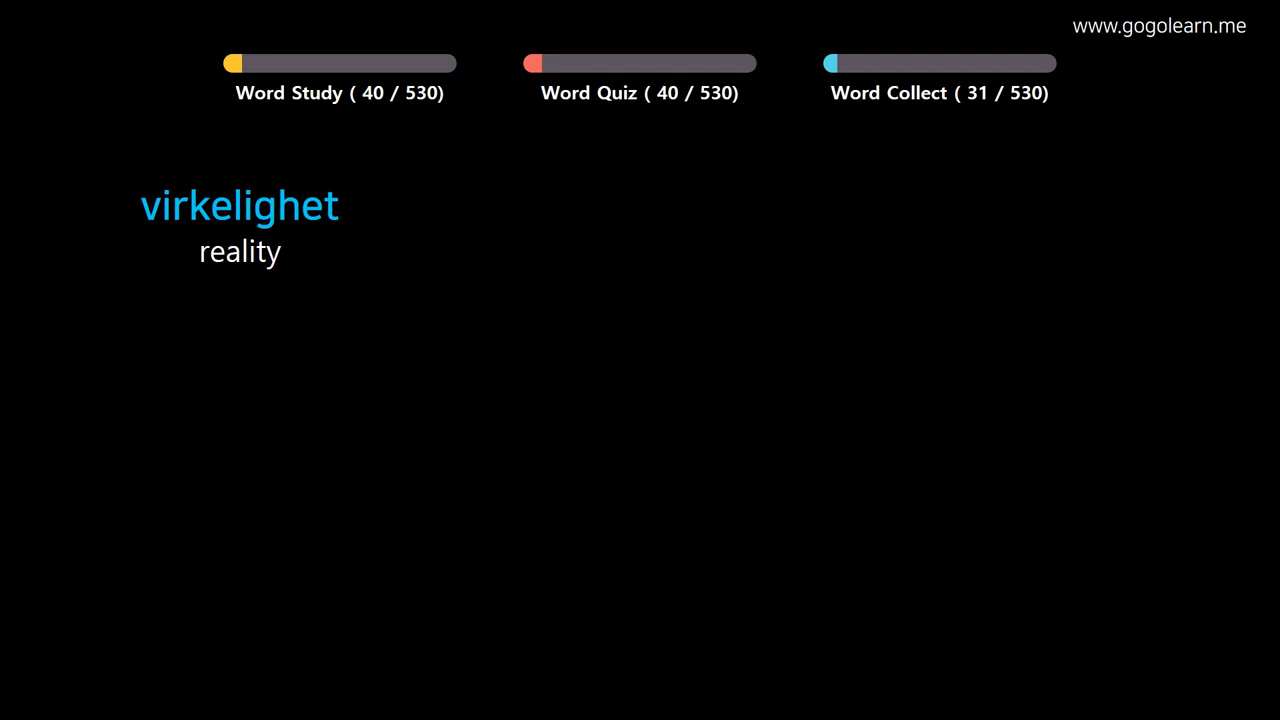 www.gogolearn.me
Word Study ( 40 / 530)
Word Quiz ( 40 / 530)
Word Collect ( 31 / 530)
virkelighet
reality